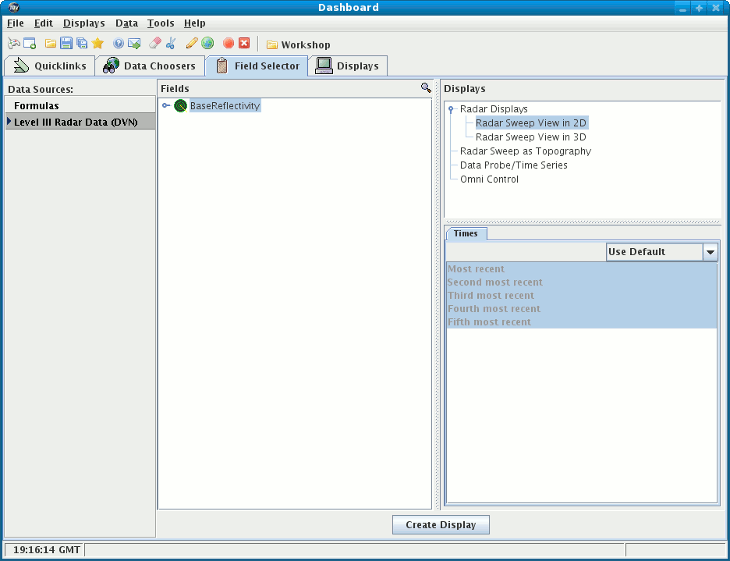 Dashboard
File Edit Displays Data Tools Help
Workshop
Quicklinks Data Choosers Field Selector Displays
Data Sources:
Formulas
Level III Radar Data (DVN)
Fields
BaseReflectivity
Displays
Radar Displays
Radar Sweep View in 2D
Radar Sweep View in 3D
Radar Sweep as Topography
Data Probe/Time Series
Omni Control
Times
Use Default
Most recent
Second most recent
Third most recent
Fourth most recent
Fifth most recent
Create Display
19:16:14 GMT